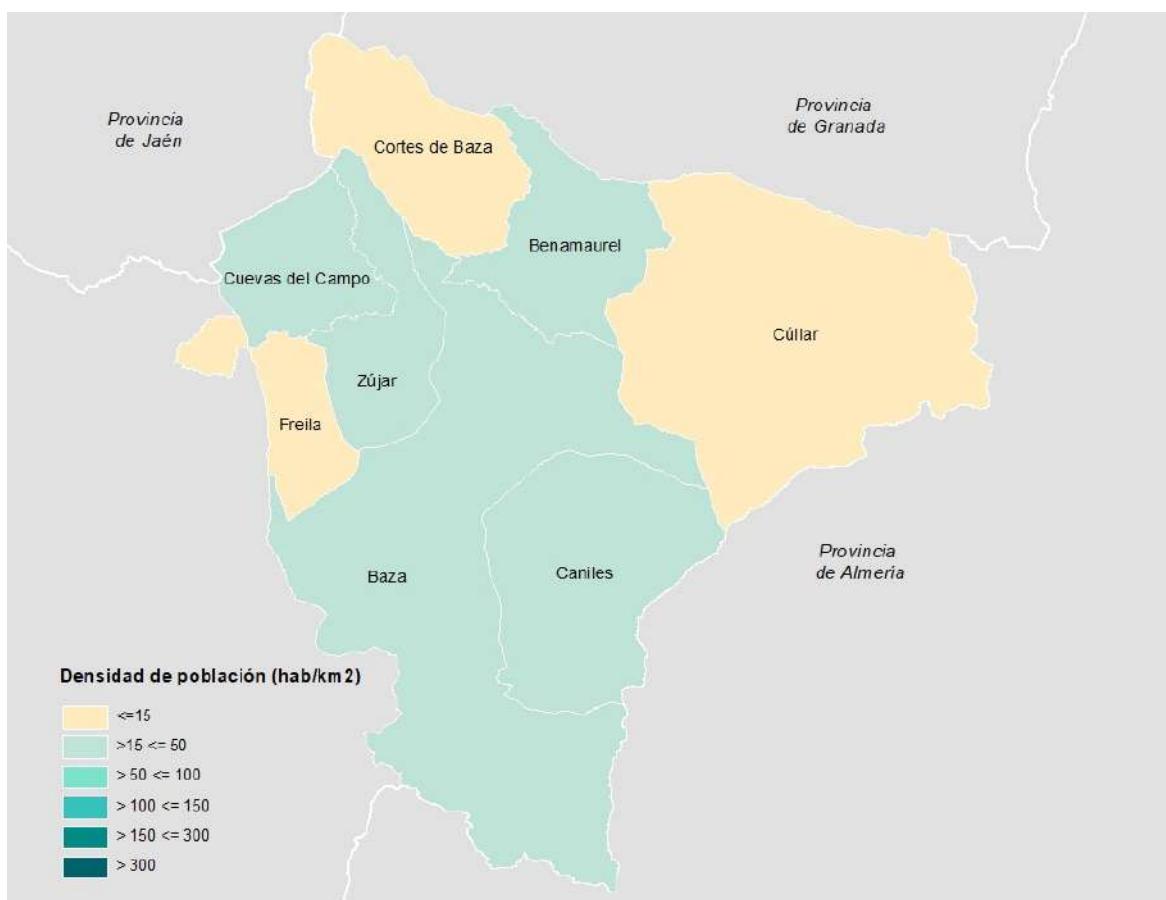 Provincia
de Jaén
Provincia
de Granada
Cortes de Baza
Benamaurel
Cuevas del Campo
Cúllar
Zújar
Freila
Provincia
de Almería
Caniles
Baza
Densidad de población (hab/km2)
<=15
>15 <= 50
> 50 <= 100
> 100 <= 150
> 150 <= 300
> 300